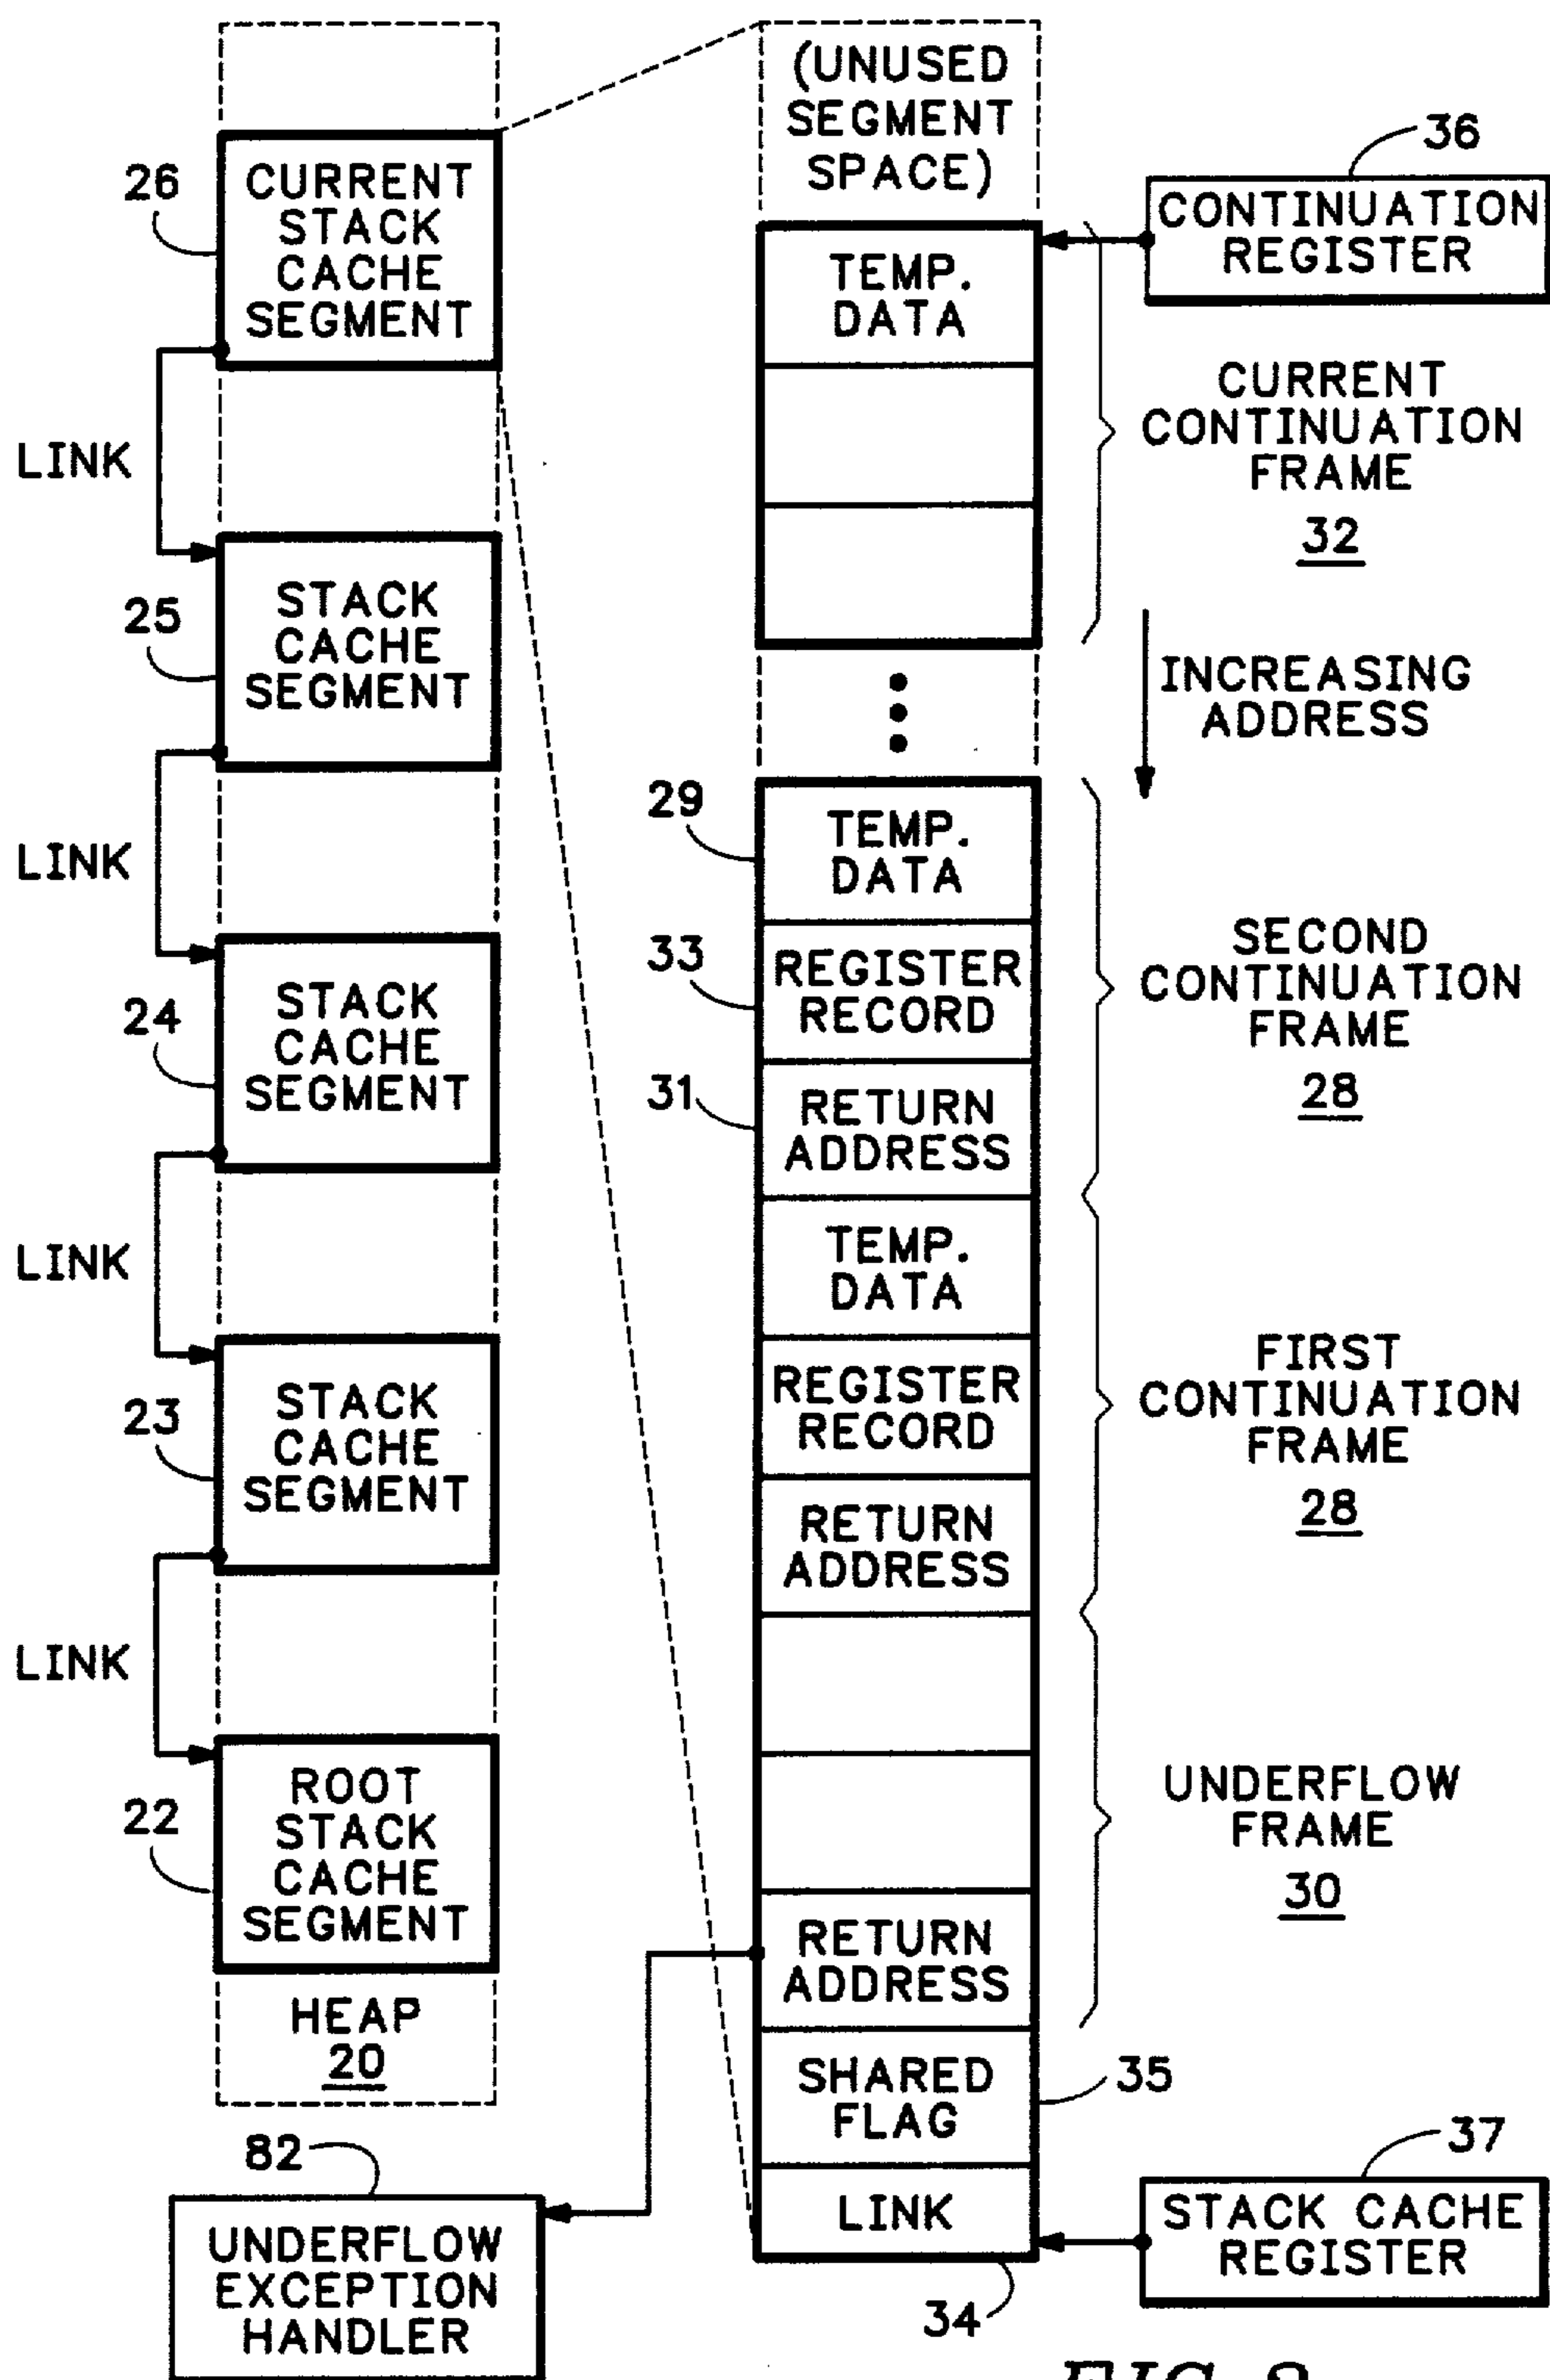 26
CURRENT
STACK
CACHE
SEGMENT
LINK
25
STACK
CACHE
SEGMENT
LINK
24
STACK
CACHE
SEGMENT
LINK
23
STACK
CACHE
SEGMENT
LINK
22
ROOT
STACK
CACHE
SEGMENT
HEAP
20
82
UNDERFLOW
EXCEPTION
HANDLER
(UNUSED
SEGMENT
SPACE)
TEMP.
DATA
29
TEMP.
DATA
33
REGISTER
RECORD
31
RETURN
ADDRESS
TEMP.
DATA
REGISTER
RECORD
RETURN
ADDRESS
RETURN
ADDRESS
SHARED
FLAG
35
LINK
34
36
CONTINUATION
REGISTER
CURRENT
CONTINUATION
FRAME
32
INCREASING
ADDRESS
SECOND
CONTINUATION
FRAME
28
FIRST
CONTINUATION
FRAME
28
UNDERFLOW
FRAME
30
37
STACK CACHE
REGISTER